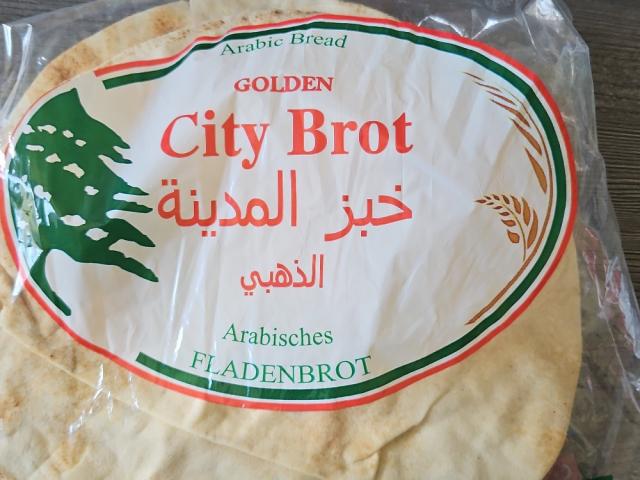 Arabic Bread
GOLDEN
City Brot
خبز المدينة
الذهبي
Arabisches
FLADENBROT